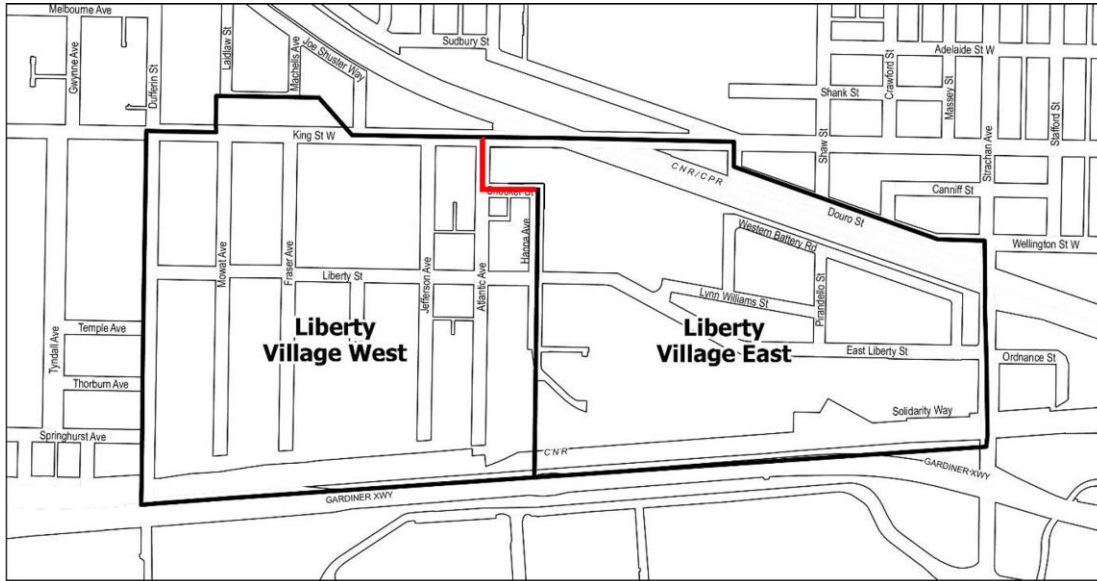 Melbourne Ave
Gwynne Ave
Dufferin St
Laidlaw St
Machells Ave
Joe Shuster Way
Sudbury St
Adelaide St W
Crawford St
Massey St
Strachan Ave
Stafford St
Shank St
Shaw St
King St W
CNR/CPR
Canniff St
Douro St
Wellington St W
Hanna Ave
Western Battery Rd
Mowat Ave
Fraser Ave
Liberty St
Jefferson Ave
Atlantic Ave
Lynn Williams St
Pirandello St
Tyndall Ave
Temple Ave
Liberty
Village West
Liberty
Village East
East Liberty St
Ordnance St
Thorburn Ave
Solidarity Way
Springhurst Ave
CNR
GARDINER XWY
GARDINER XWY